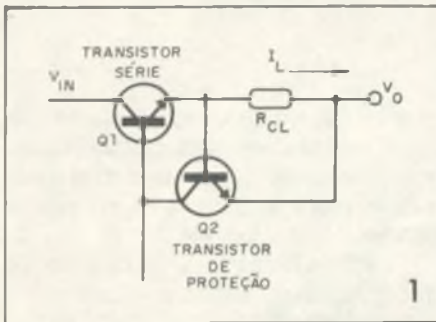 TRANSISTOR
SÉRIE
V_IN
I_L
V_O
R_CL
Q1
Q2
TRANSISTOR
DE
PROTEÇÃO
1